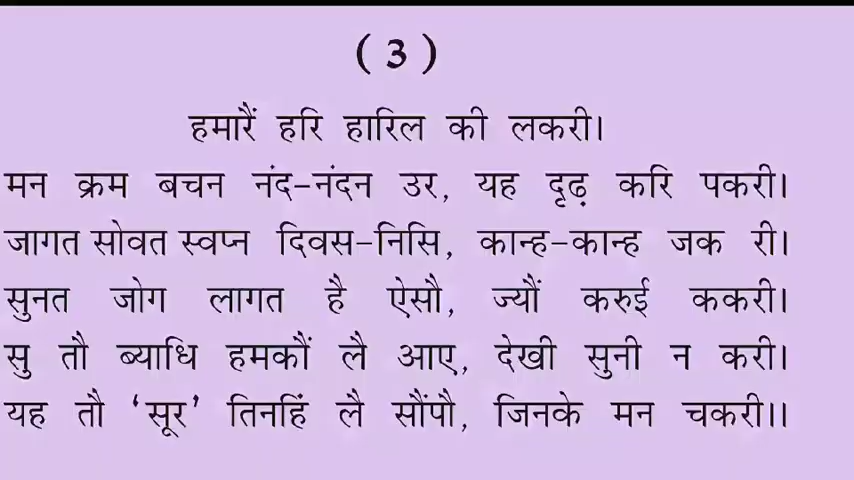 ( 3 )
हमारैं हरि हारिल की लकरी।
मन क्रम बचन नंद-नंदन उर, यह दृढ़ करि पकरी।
जागत सोवत स्वप्न दिवस-निसि, कान्ह-कान्ह जक री।
सुनत जोग लागत है ऐसौ, ज्यौं करुई ककरी।
सु तौ ब्याधि हमकौं लै आए, देखी सुनी न करी।
यह तौ ‘सूर’ तिनहिं लै सौंपौ, जिनके मन चकरी।।